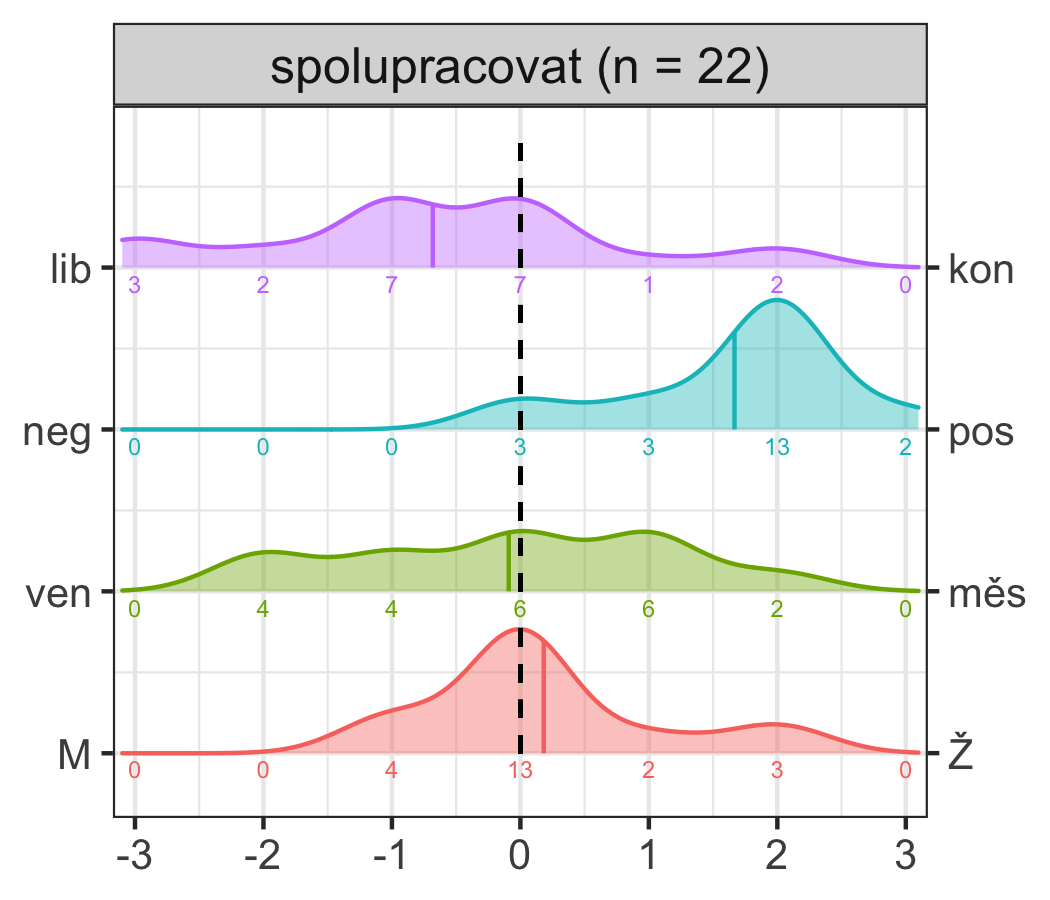 spolupracovat (n = 22)
lib kon
3 2 7 7 1 2 0
neg pos
0 0 0 3 3 13 2
ven měs
0 4 4 6 6 2 0
M Ž
0 0 4 13 2 3 0
-3 -2 -1 0 1 2 3